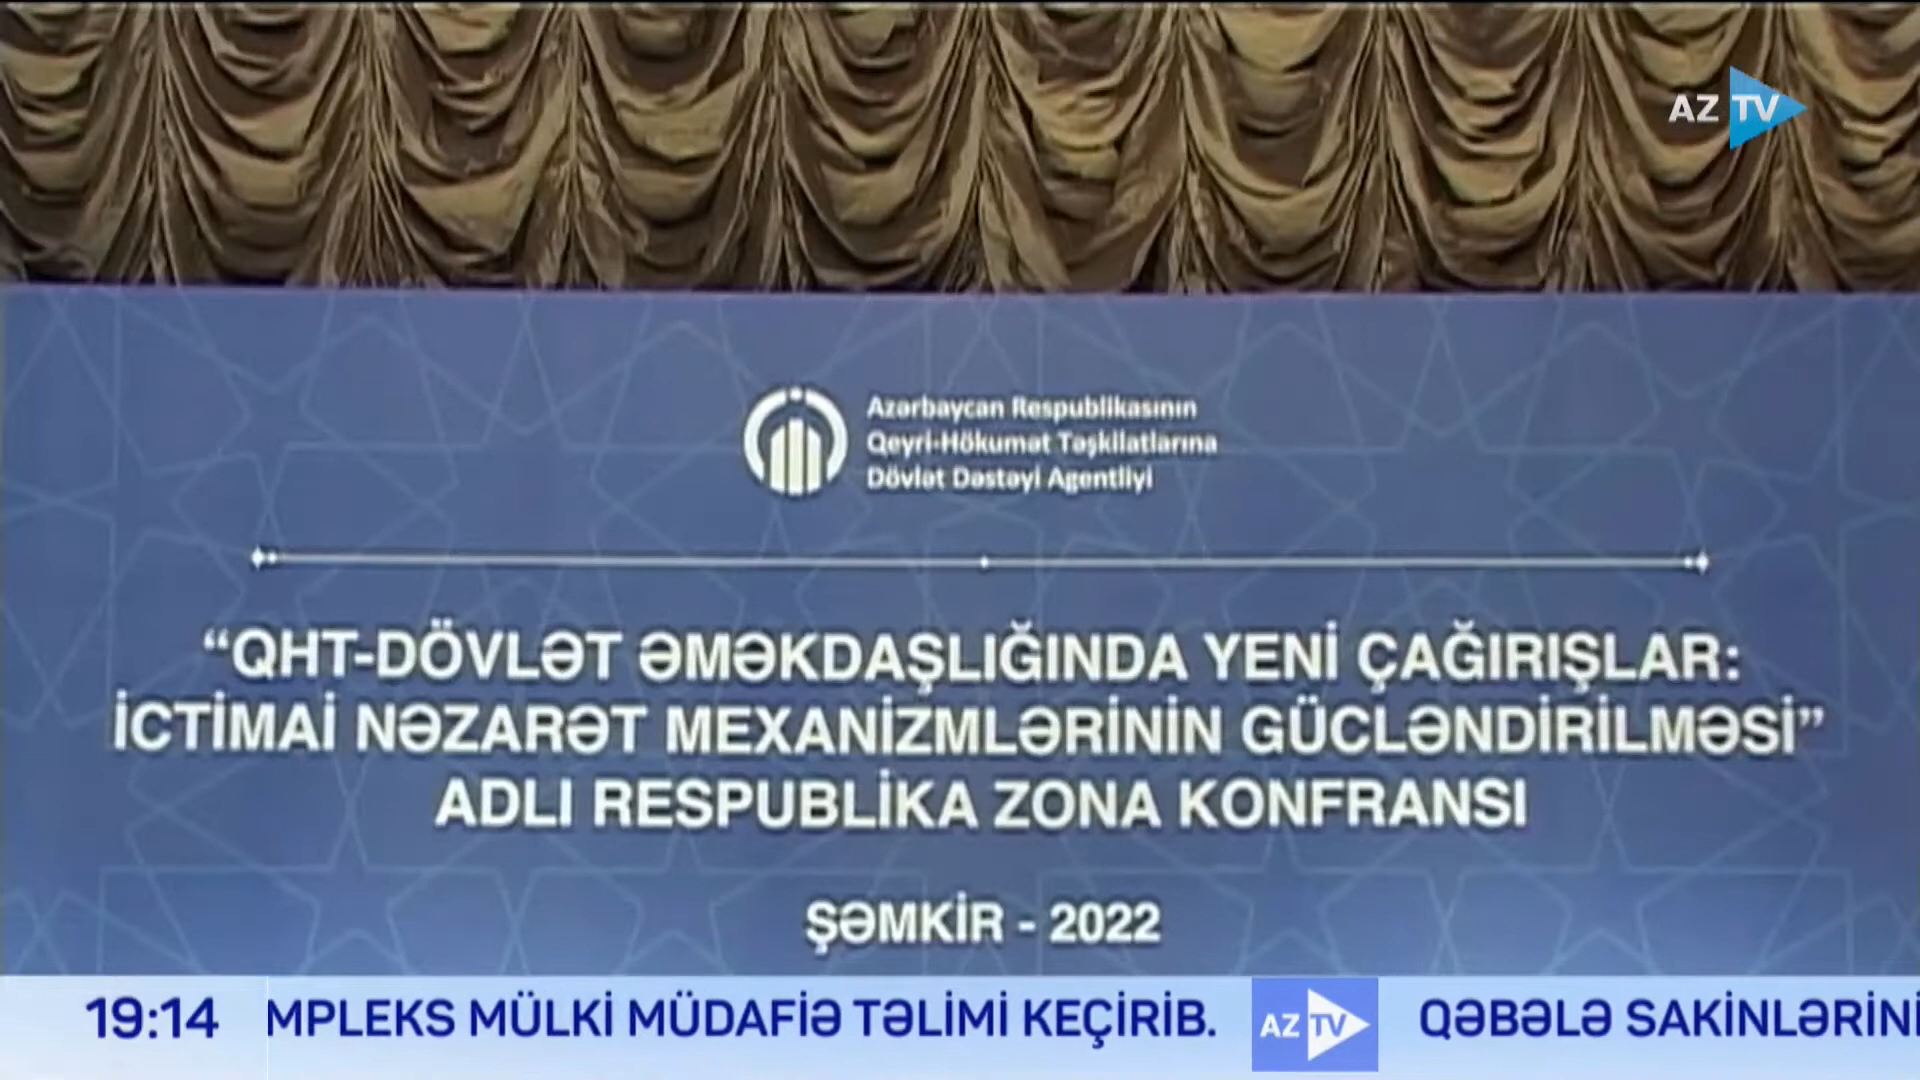 AZ TV
Azərbaycan Respublikasının
Qeyri-Hökumət Təşkilatlarına
Dövlət Dəstəyi Agentliyi
“QHT-DÖVLƏT ƏMƏKDAŞLIĞINDA YENİ ÇAĞIRIŞLAR:
İCTİMAİ NƏZARƏT MEXANİZMLƏRİNİN GÜCLƏNDİRİLMƏSİ”
ADLI RESPUBLİKA ZONA KONFRANSI
ŞƏMKİR - 2022
19:14 MPLEKS MÜLKİ MÜDAFİƏ TƏLİMİ KEÇİRİB. AZ TV QƏBƏLƏ SAKİNLƏRİNİ